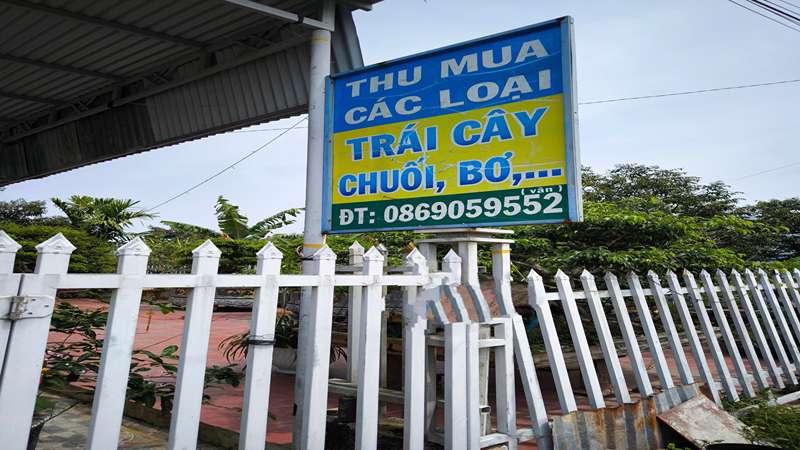 THU MUA
CÁC LOẠI
TRÁI CÂY
CHUỐI, BƠ,...
(vân)
ĐT: 0869059552